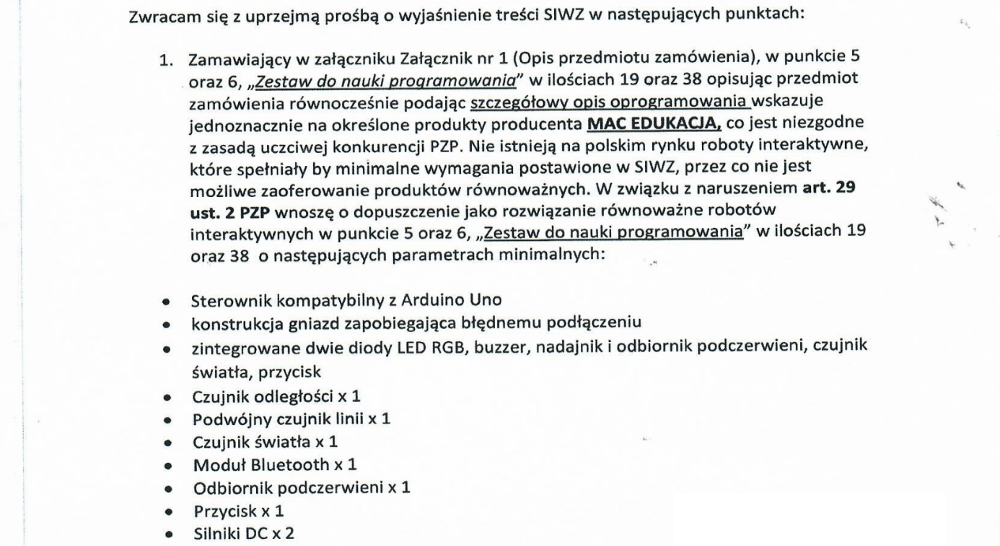 Zwracam się z uprzejmą prośbą o wyjaśnienie treści SIWZ w następujących punktach:
1. Zamawiający w załączniku Załącznik nr 1 (Opis przedmiotu zamówienia), w punkcie 5
oraz 6, „Zestaw do nauki programowania” w ilościach 19 oraz 38 opisując przedmiot
zamówienia równocześnie podając szczegółowy opis oprogramowania wskazuje
jednoznacznie na określone produkty producenta MAC EDUKACJA, co jest niezgodne
z zasadą uczciwej konkurencji PZP. Nie istnieją na polskim rynku roboty interaktywne,
które spełniały by minimalne wymagania postawione w SIWZ, przez co nie jest
możliwe zaoferowanie produktów równoważnych. W związku z naruszeniem art. 29
ust. 2 PZP wnoszę o dopuszczenie jako rozwiązanie równoważne robotów
interaktywnych w punkcie 5 oraz 6, „Zestaw do nauki programowania” w ilościach 19
oraz 38 o następujących parametrach minimalnych:
• Sterownik kompatybilny z Arduino Uno
• konstrukcja gniazd zapobiegająca błędnemu podłączeniu
• zintegrowane dwie diody LED RGB, buzzer, nadajnik i odbiornik podczerwieni, czujnik
światła, przycisk
• Czujnik odległości x 1
• Podwójny czujnik linii x 1
• Czujnik światła x 1
• Moduł Bluetooth x 1
• Odbiornik podczerwieni x 1
• Przycisk x 1
• Silniki DC x 2